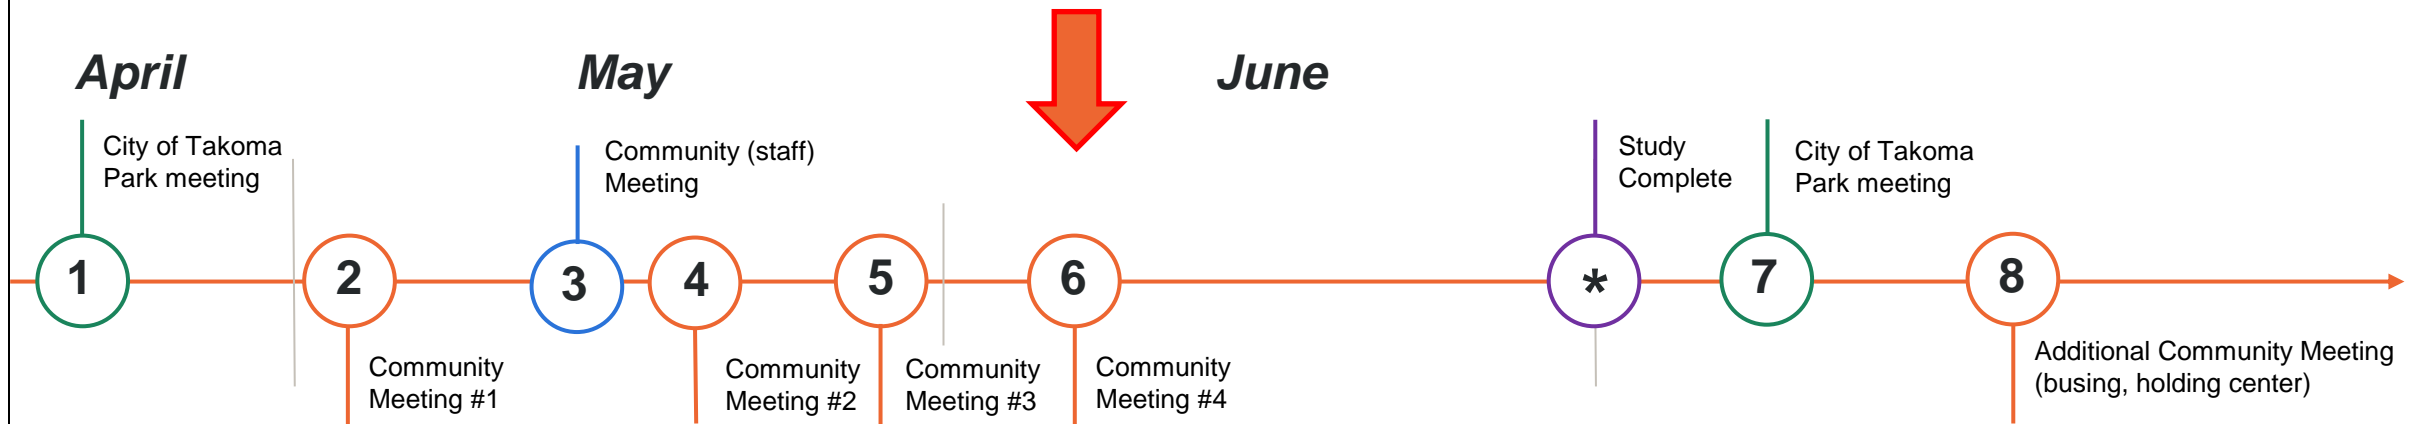 April
May
June
City of Takoma
Park meeting
Community (staff)
Meeting
Study
Complete
City of Takoma
Park meeting
1
2
3
4
5
6
*
7
8
Community
Meeting #1
Community
Meeting #2
Community
Meeting #3
Community
Meeting #4
Additional Community Meeting
(busing, holding center)